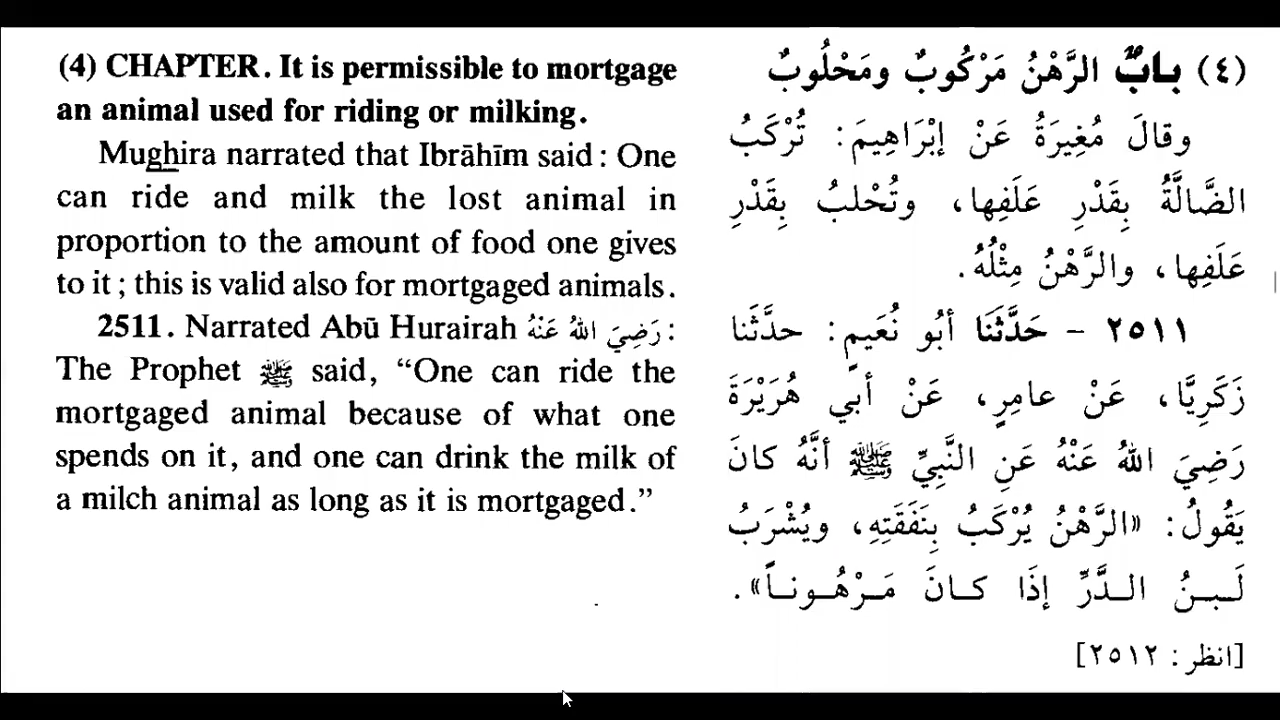 (4) CHAPTER. It is permissible to mortgage
an animal used for riding or milking.
Mughira narrated that Ibrāhīm said : One
can ride and milk the lost animal in
proportion to the amount of food one gives
to it ; this is valid also for mortgaged animals.
2511. Narrated Abū Hurairah رَضِيَ اللهُ عَنْهُ :
The Prophet ﷺ said, “One can ride the
mortgaged animal because of what one
spends on it, and one can drink the milk of
a milch animal as long as it is mortgaged.”
(٤) بابٌ الرَّهْنُ مَرْكُوبٌ ومَحْلُوبٌ
وقالَ مُغِيرَةُ عَنْ إبْرَاهِيمَ: تُرْكَبُ
الضَّالَّةُ بِقَدْرِ عَلَفِها، وتُحْلبُ بِقَدْرِ
عَلَفِها، والرَّهْنُ مِثْلُهُ.
٢٥١١ - حَدَّثَنَا أبُو نُعَيمٍ: حدَّثَنا
زَكَرِيَّا، عَنْ عامِرٍ، عَنْ أبي هُرَيْرَةَ
رَضِيَ اللهُ عَنْهُ عَنِ النَّبِيِّ ﷺ أنَّهُ كانَ
يَقُولُ: «الرَّهْنُ يُرْكَبُ بِنَفَقَتِهِ، ويُشْرَبُ
لَبنُ الدَّرِّ إذَا كانَ مَرْهُوناً».
[انظر: ٢٥١٢]